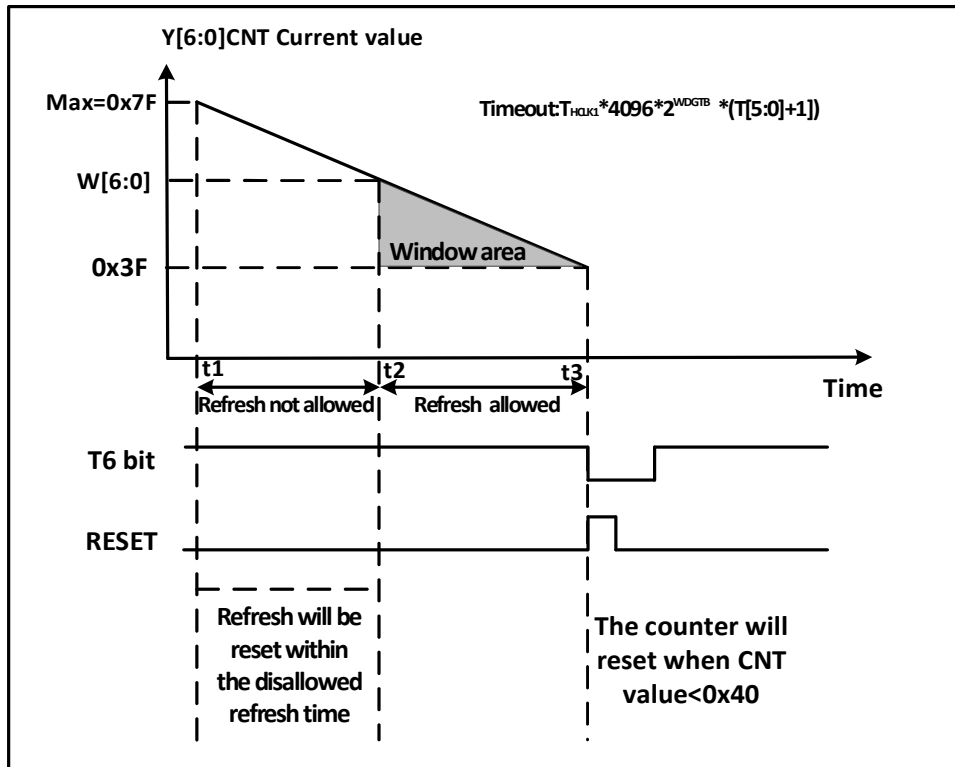 Y[6:0]CNT Current value
Max=0x7F
Timeout:THCLK1*4096*2WDGTB *(T[5:0]+1])
W[6:0]
Window area
0x3F
t1
t2
t3
Time
Refresh not allowed
Refresh allowed
T6 bit
RESET
Refresh will be
reset within
the disallowed
refresh time
The counter will
reset when CNT
value<0x40